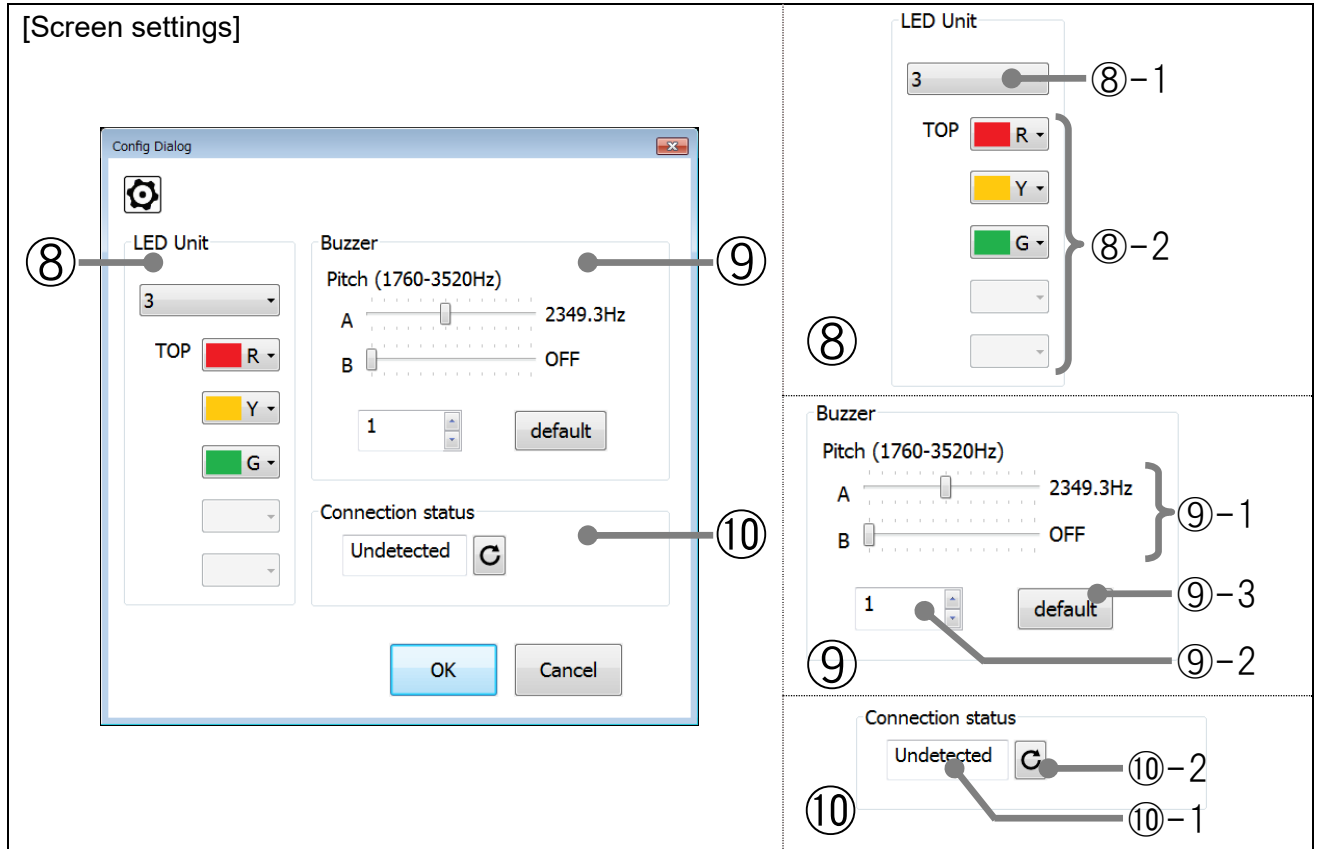 [Screen settings]
Config Dialog
LED Unit
⑧
3
TOP R
Y
G
Buzzer
⑨
Pitch (1760-3520Hz)
A 2349.3Hz
B OFF
1 default
Connection status
⑩
Undetected
OK Cancel
LED Unit
3 ⑧-1
TOP R
Y
G ⑧-2
⑧
Buzzer
Pitch (1760-3520Hz)
A 2349.3Hz
⑨-1
B OFF
1 default ⑨-3
⑨ ⑨-2
Connection status
Undetected ⑩-2
⑩ ⑩-1